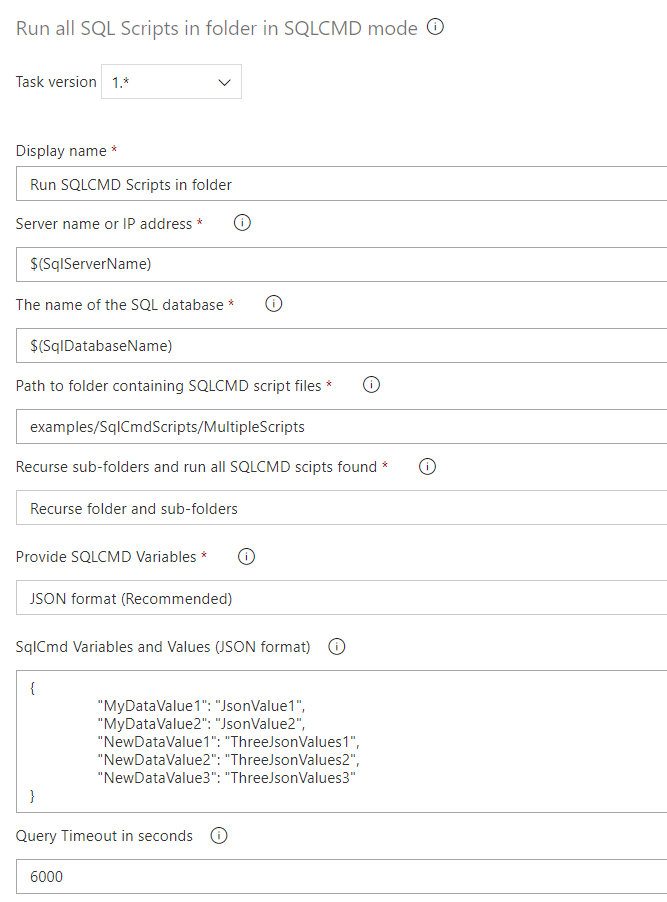 Run all SQL Scripts in folder in SQLCMD mode
Task version 1.*
Display name *
Run SQLCMD Scripts in folder
Server name or IP address *
$(SqlServerName)
The name of the SQL database *
$(SqlDatabaseName)
Path to folder containing SQLCMD script files *
examples/SqlCmdScripts/MultipleScripts
Recurse sub-folders and run all SQLCMD scipts found *
Recurse folder and sub-folders
Provide SQLCMD Variables *
JSON format (Recommended)
SqlCmd Variables and Values (JSON format)
{
"MyDataValue1": "JsonValue1",
"MyDataValue2": "JsonValue2",
"NewDataValue1": "ThreeJsonValues1",
"NewDataValue2": "ThreeJsonValues2",
"NewDataValue3": "ThreeJsonValues3"
}
Query Timeout in seconds
6000